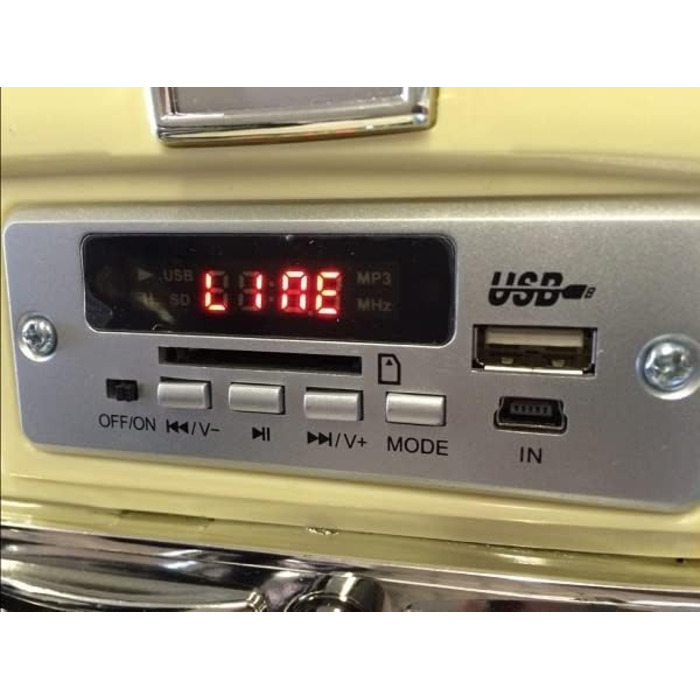 USB MP3
LINE
SD MHz
USB
OFF/ON /V- /V+ MODE
IN